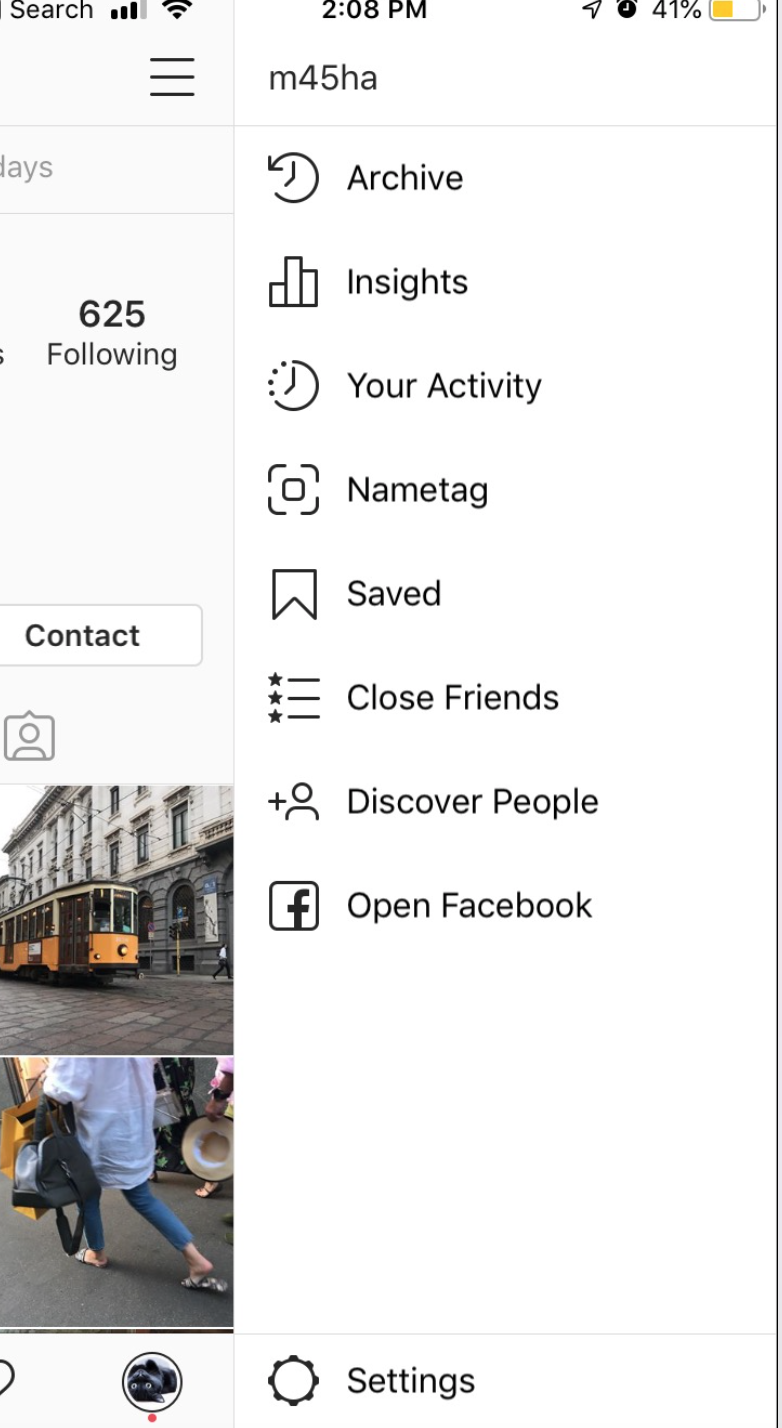 Search 2:08 PM 41%
m45ha
days
Archive
Insights
625
Following
Your Activity
Nametag
Saved
Contact
Close Friends
Discover People
Open Facebook
Settings